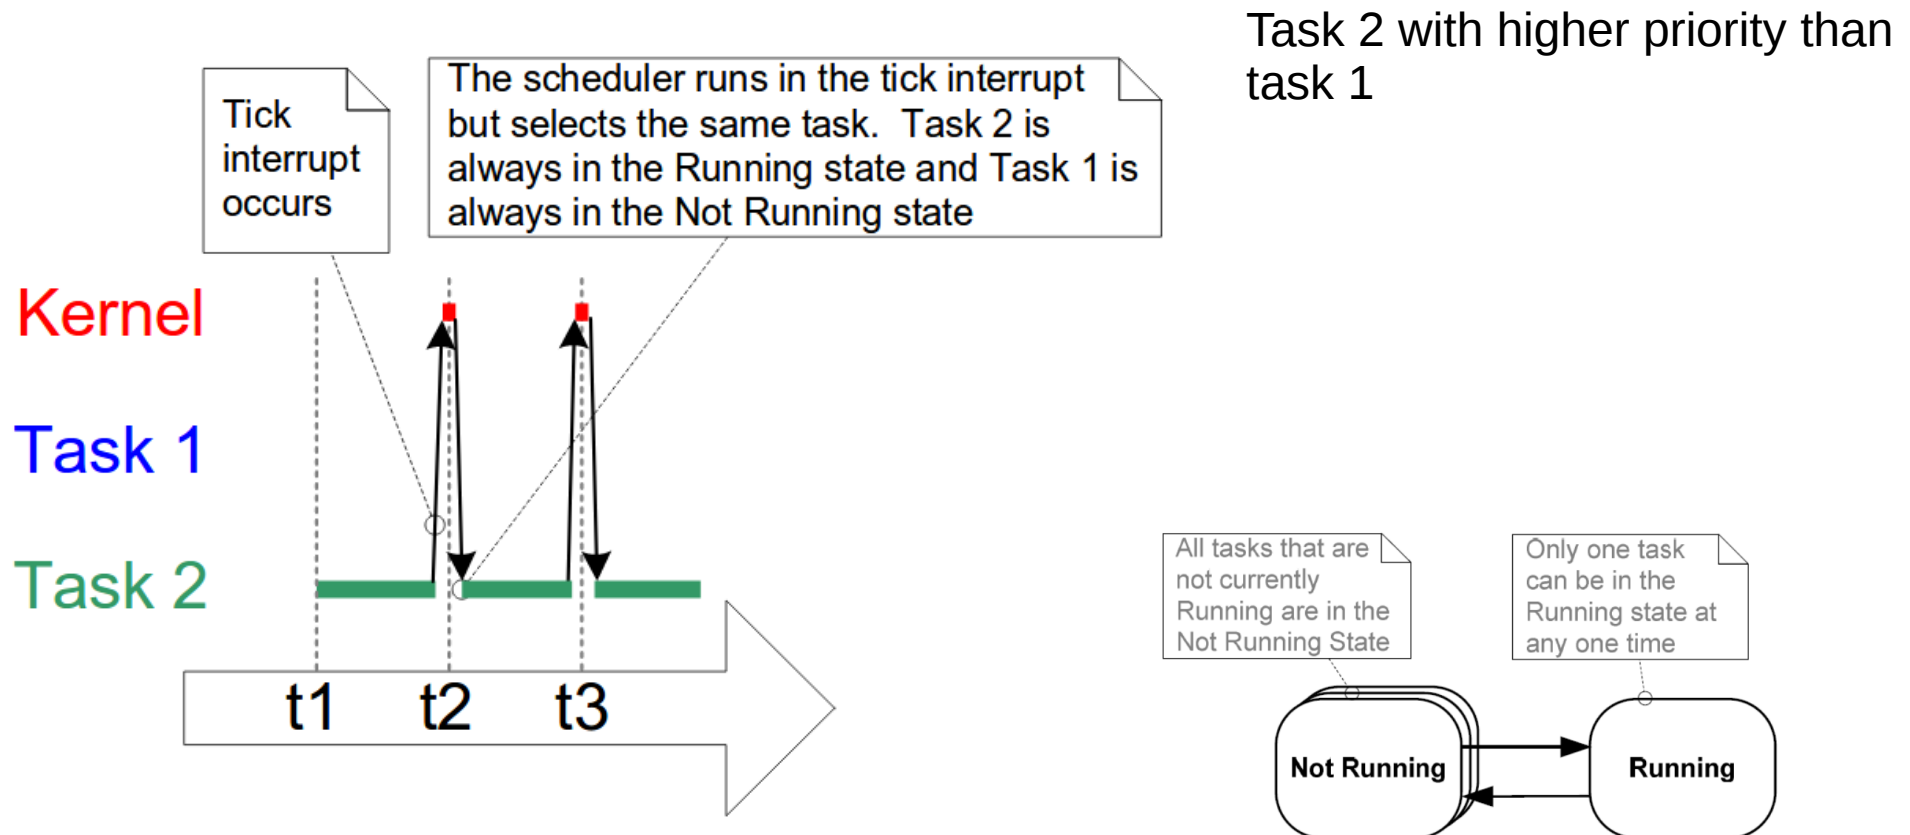 Task 2 with higher priority than
task 1
Tick
interrupt
occurs
The scheduler runs in the tick interrupt
but selects the same task.  Task 2 is
always in the Running state and Task 1 is
always in the Not Running state
Kernel
Task 1
Task 2
t1 t2 t3
All tasks that are
not currently
Running are in the
Not Running State
Only one task
can be in the
Running state at
any one time
Not Running
Running